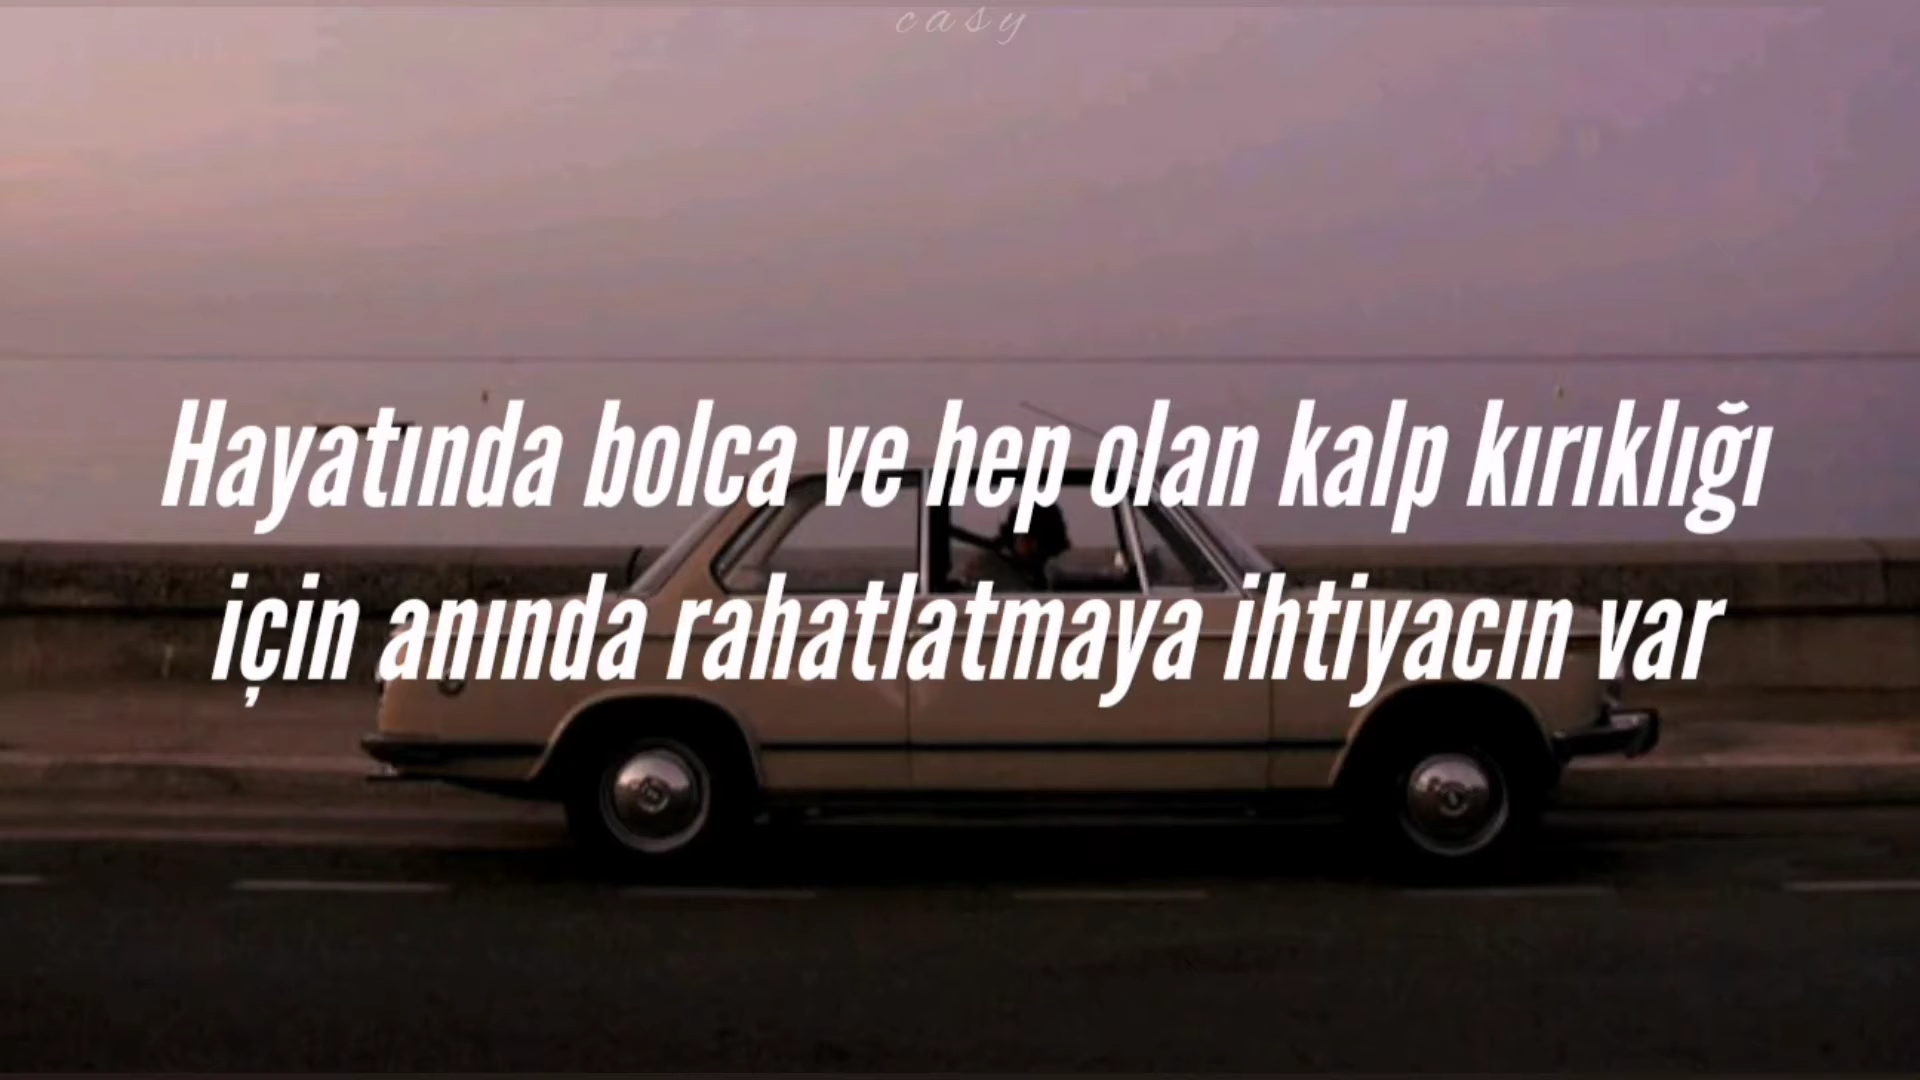 casy
Hayatında bolca ve hep olan kalp kırıklığı
için anında rahatlatmaya ihtiyacın var